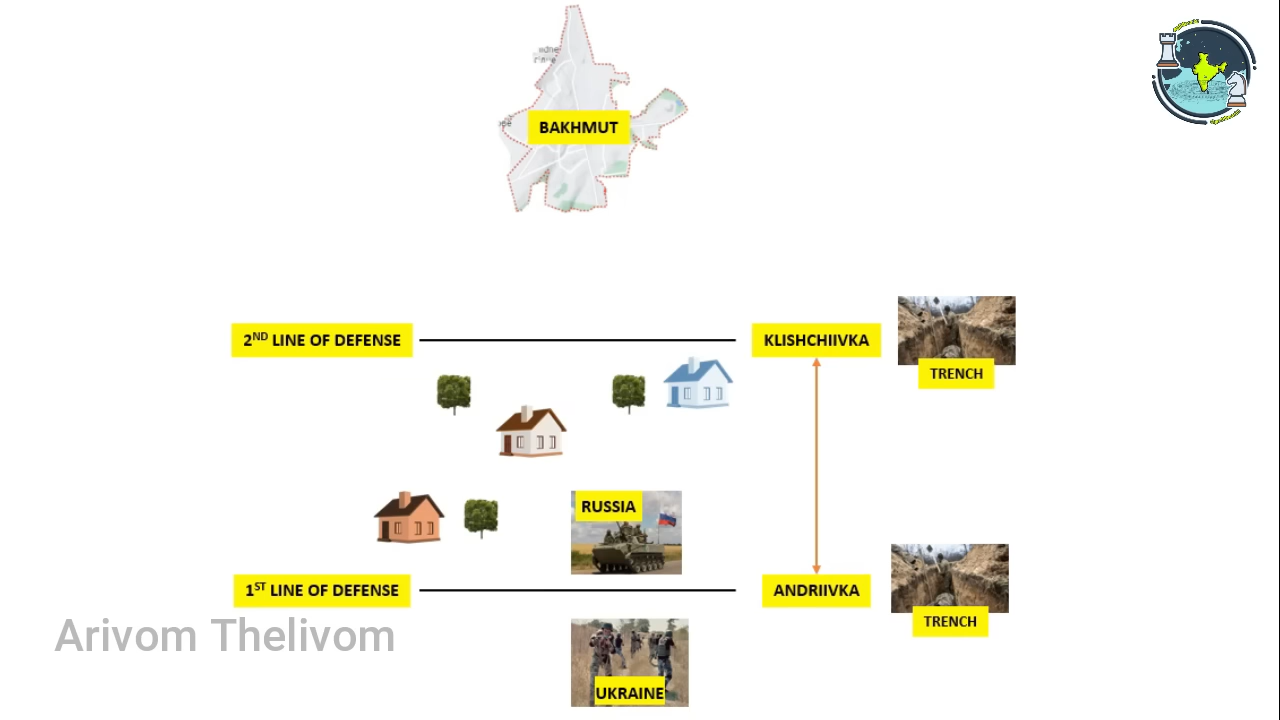 BAKHMUT
2ND LINE OF DEFENSE
KLISHCHIIVKA
TRENCH
RUSSIA
1ST LINE OF DEFENSE
ANDRIIVKA
TRENCH
Arivom Thelivom
UKRAINE